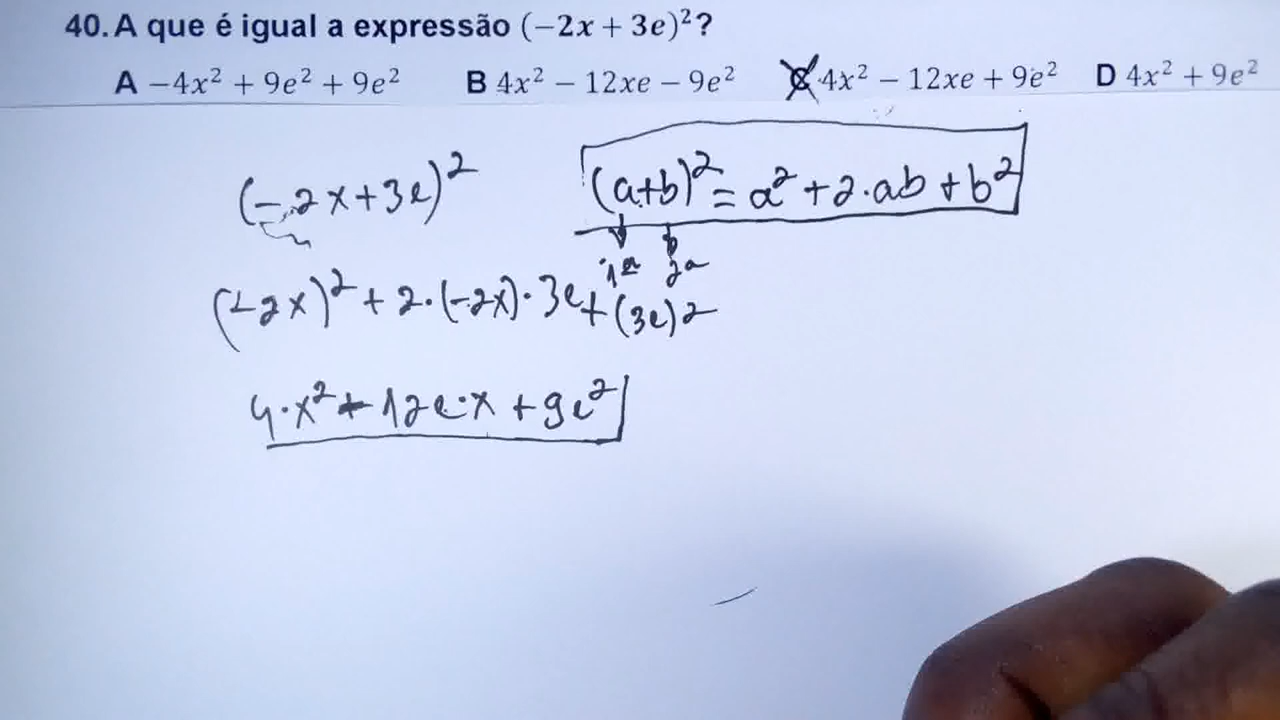 40. A que é igual a expressão (−2x + 3e)²?
A −4x² + 9e² + 9e² B 4x² − 12xe − 9e² C 4x² − 12xe + 9e² D 4x² + 9e²
(-2x+3e)² (a+b)² = a² + 2·ab + b²
1ª 2ª
(-2x)² + 2·(-2x)·3e + (3e)²
4·x² - 12e·x + 9e²